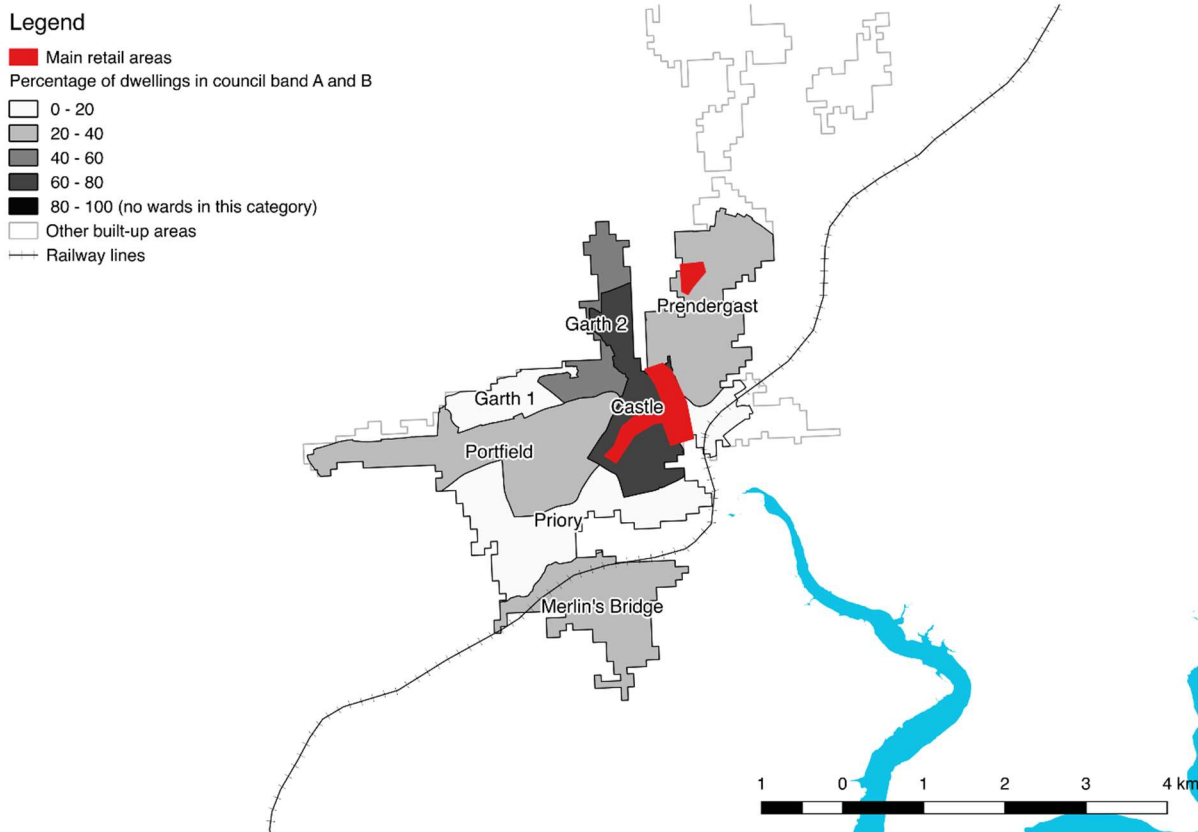 Legend
Main retail areas
Percentage of dwellings in council band A and B
0 - 20
20 - 40
40 - 60
60 - 80
80 - 100 (no wards in this category)
Other built-up areas
Railway lines
Prendergast
Garth 2
Garth 1
Castle
Portfield
Priory
Merlin's Bridge
1 0 1 2 3 4 km